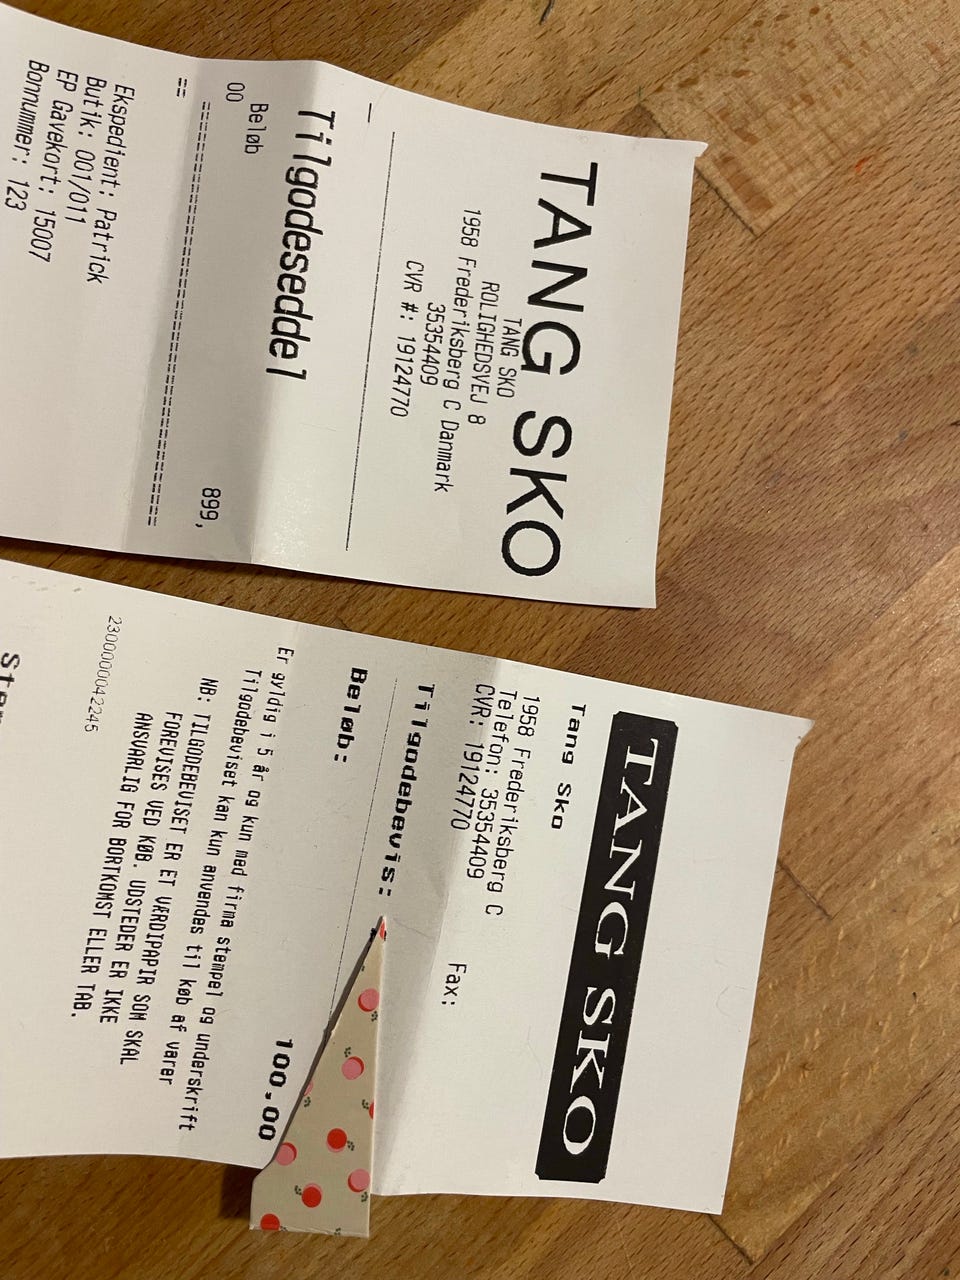 TANG SKO
TANG SKO
ROLIGHEDSVEJ 8
1958 Frederiksberg C Danmark
35354409
CVR #: 19124770
Tilgodeseddel
Beløb 899,
00
Ekspedient: Patrick
Butik: 001/011
EP Gavekort: 15007
Bonnummer: 123
TANG SKO
Tang Sko
1958 Frederiksberg C
Telefon: 35354409 Fax:
CVR: 19124770
Tilgodebevis:
Beløb: 100.00
Er gyldig i 5 år og kun med firma stempel og underskrift
Tilgodebeviset kan kun anvendes til køb af varer
NB: TILGODEBEVISET ER ET VÆRDIPAPIR SOM SKAL
FOREVISES VED KØB. UDSTEDER ER IKKE
ANSVARLIG FOR BORTKOMST ELLER TAB.
2300000042245